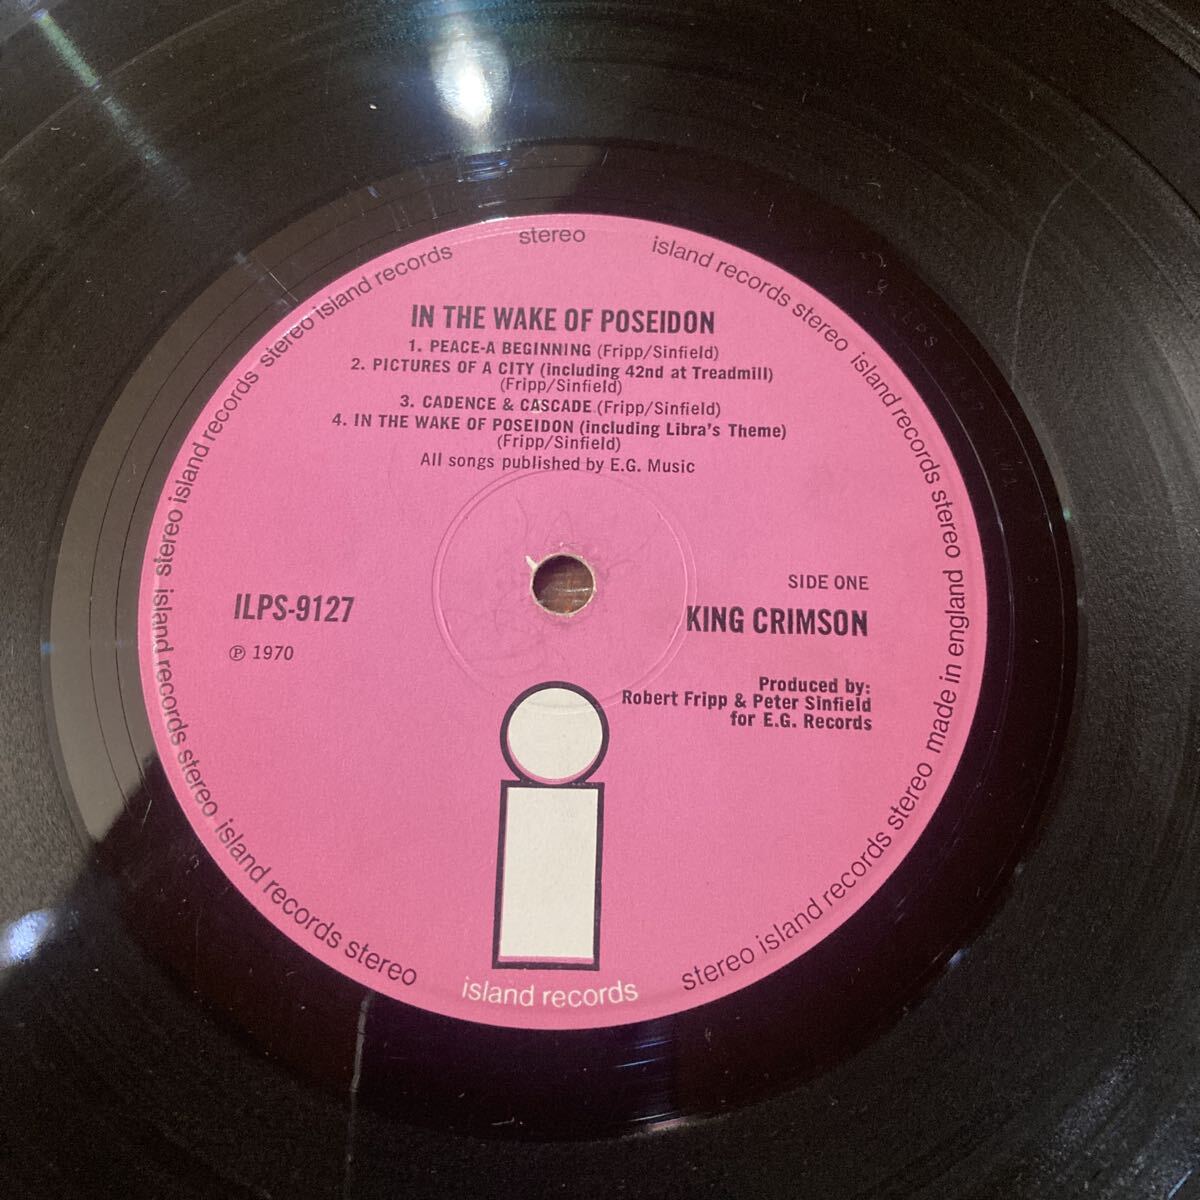 stereo
island records stereo island records stereo made in england
stereo island records stereo island records stereo island records
IN THE WAKE OF POSEIDON
1. PEACE-A BEGINNING (Fripp/Sinfield)
2. PICTURES OF A CITY (including 42nd at Treadmill)
(Fripp/Sinfield)
3. CADENCE & CASCADE (Fripp/Sinfield)
4. IN THE WAKE OF POSEIDON (including Libra's Theme)
(Fripp/Sinfield)
All songs published by E.G. Music
ILPS-9127
℗ 1970
SIDE ONE
KING CRIMSON
Produced by:
Robert Fripp & Peter Sinfield
for E.G. Records
i
island records stereo island records stereo
island records
stereo island records stereo